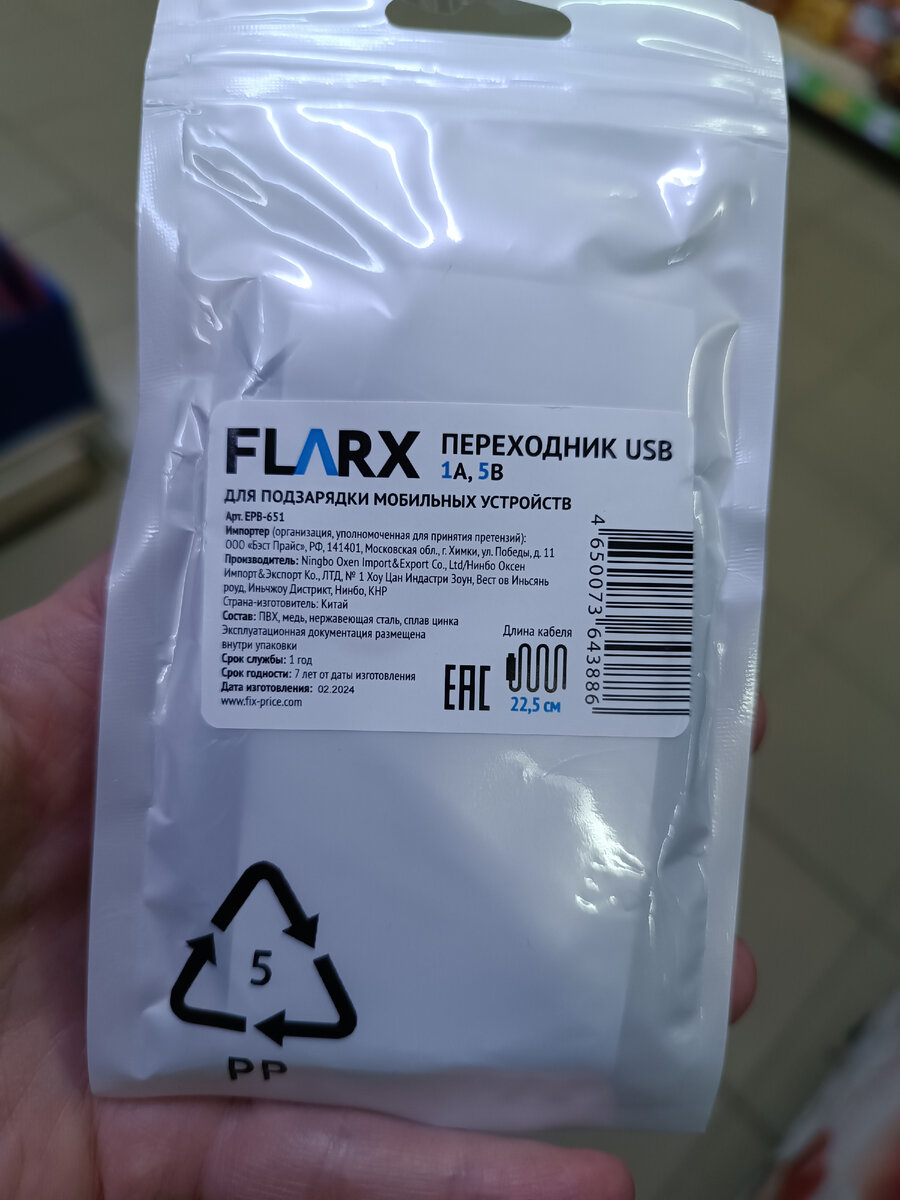 FLARX
ПЕРЕХОДНИК USB
1А, 5В
ДЛЯ ПОДЗАРЯДКИ МОБИЛЬНЫХ УСТРОЙСТВ
Арт. EPB-651
Импортер (организация, уполномоченная для принятия претензий):
ООО «Бэст Прайс», РФ, 141401, Московская обл., г. Химки, ул. Победы, д. 11
Производитель: Ningbo Oxen Import&Export Co., Ltd/Нинбо Оксен
Импорт&Экспорт Ко., ЛТД, № 1 Хоу Цан Индастри Зоун, Вест ов Иньсянь
роуд, Иньчжоу Дистрикт, Нинбо, КНР
Страна-изготовитель: Китай
Состав: ПВХ, медь, нержавеющая сталь, сплав цинка
Эксплуатационная документация размещена
внутри упаковки
Срок службы: 1 год
Срок годности: 7 лет от даты изготовления
Дата изготовления: 02.2024
www.fix-price.com
EAC
Длина кабеля
22,5 см
4 650073 643886
5
PP